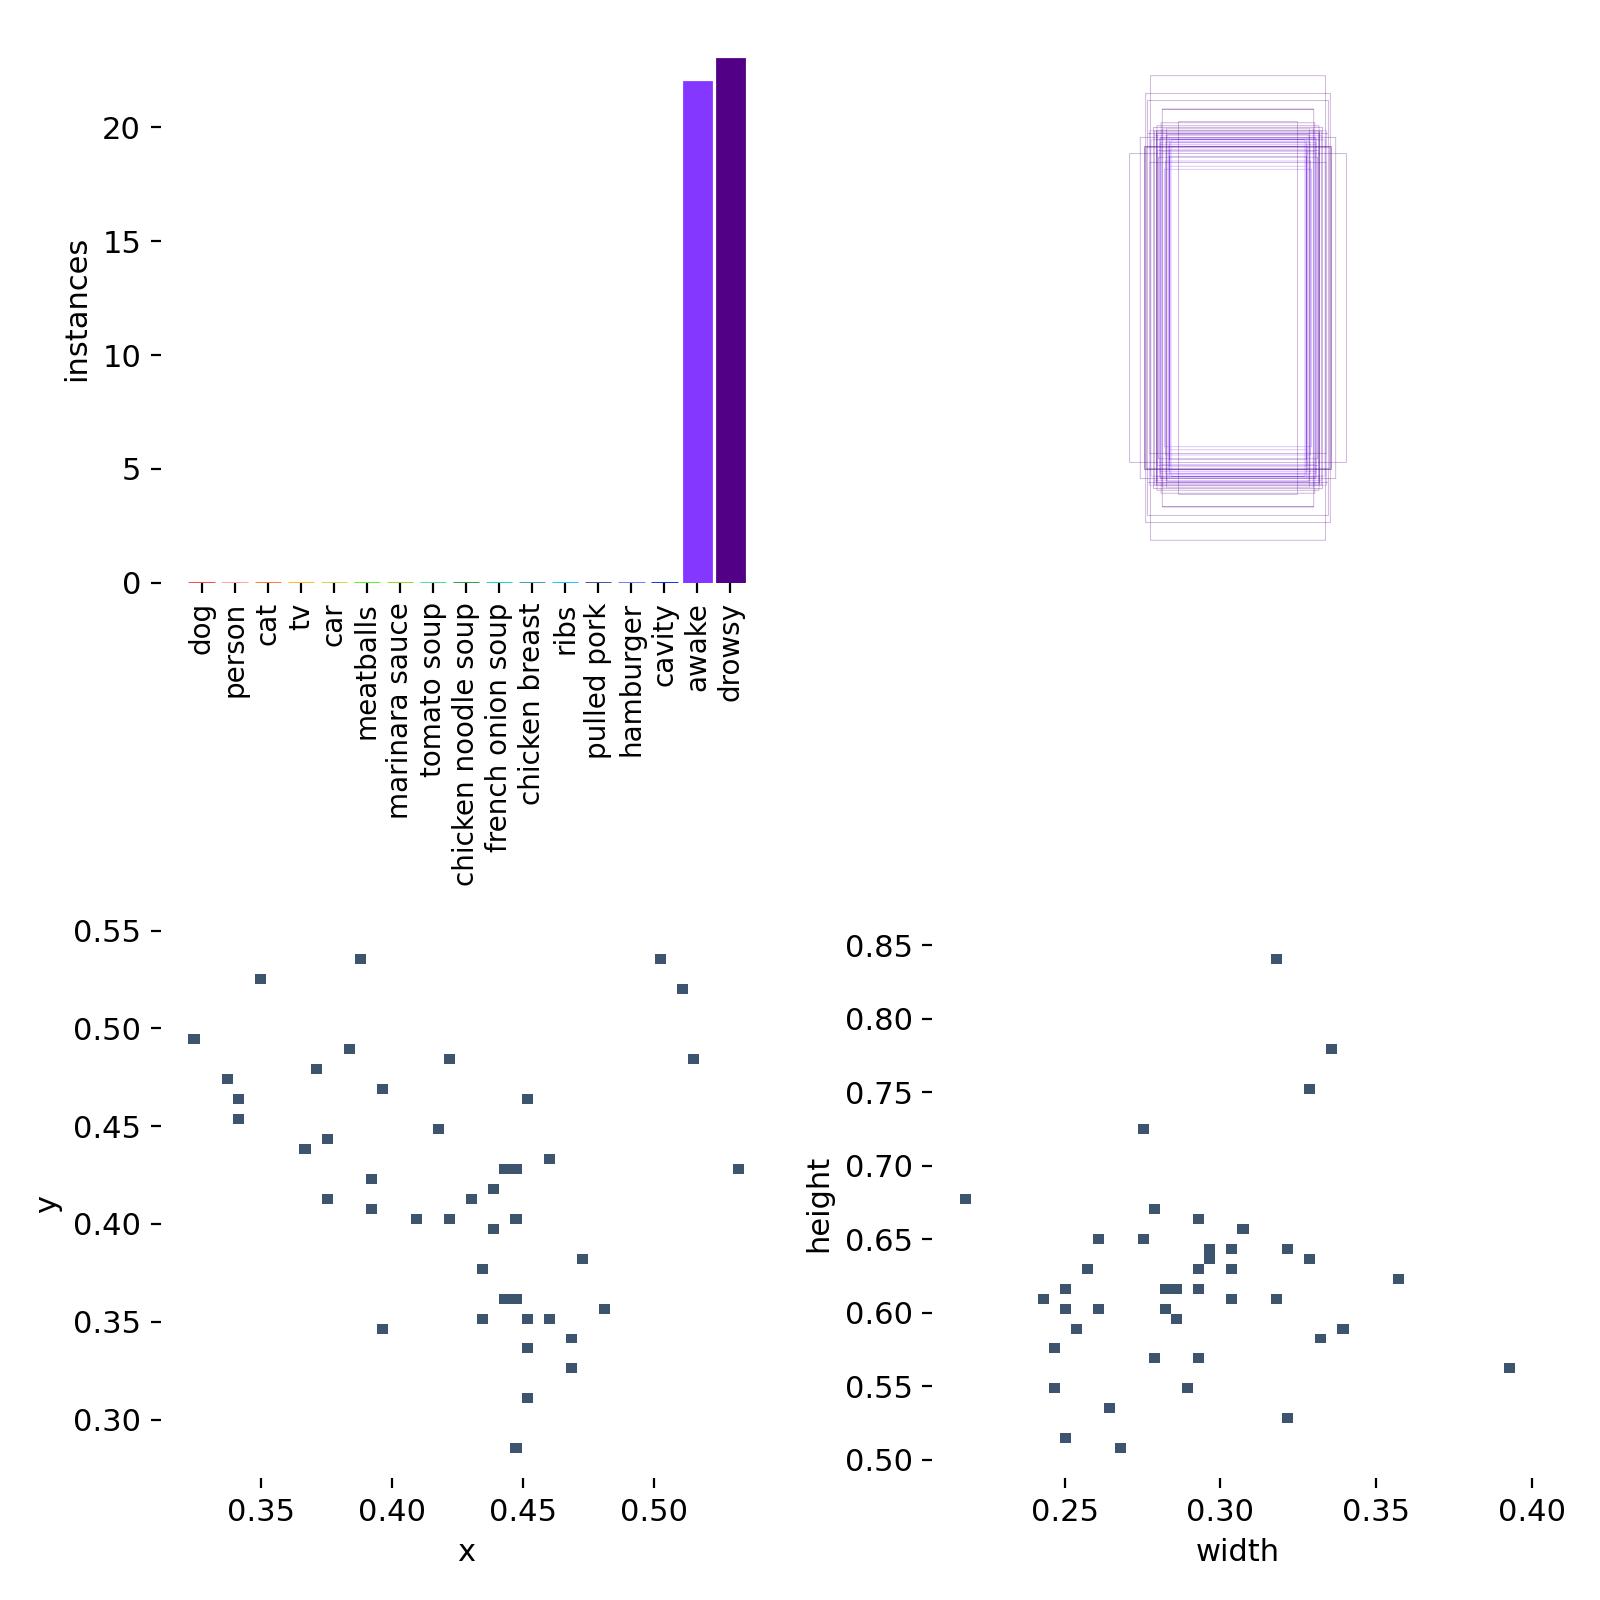 instances
20
15
10
5
0
dog
person
cat
tv
car
meatballs
marinara sauce
tomato soup
chicken noodle soup
french onion soup
chicken breast
ribs
pulled pork
hamburger
cavity
awake
drowsy
y
0.55
0.50
0.45
0.40
0.35
0.30
0.35 0.40 0.45 0.50
x
height
0.85
0.80
0.75
0.70
0.65
0.60
0.55
0.50
0.25 0.30 0.35 0.40
width